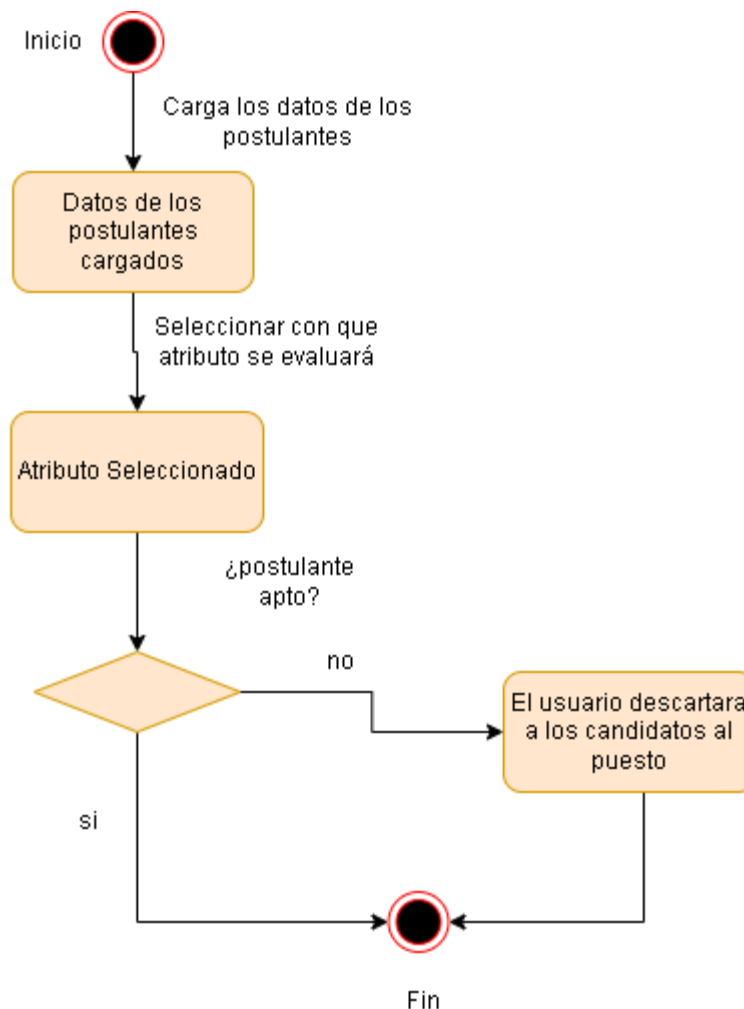 Inicio
Carga los datos de los
postulantes
Datos de los
postulantes
cargados
Seleccionar con que
atributo se evaluará
Atributo Seleccionado
¿postulante
apto?
no
El usuario descartara
a los candidatos al
puesto
si
Fin